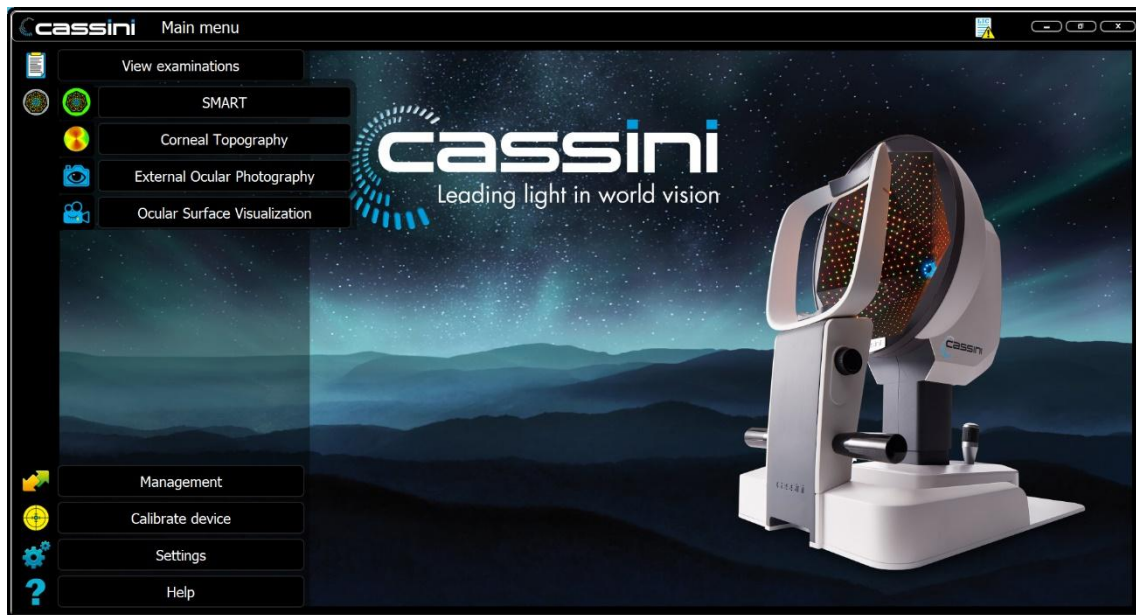 cassini Main menu
LIC
View examinations
SMART
Corneal Topography
External Ocular Photography
Ocular Surface Visualization
cassini
Leading light in world vision
cassini
Management
Calibrate device
Settings
? Help